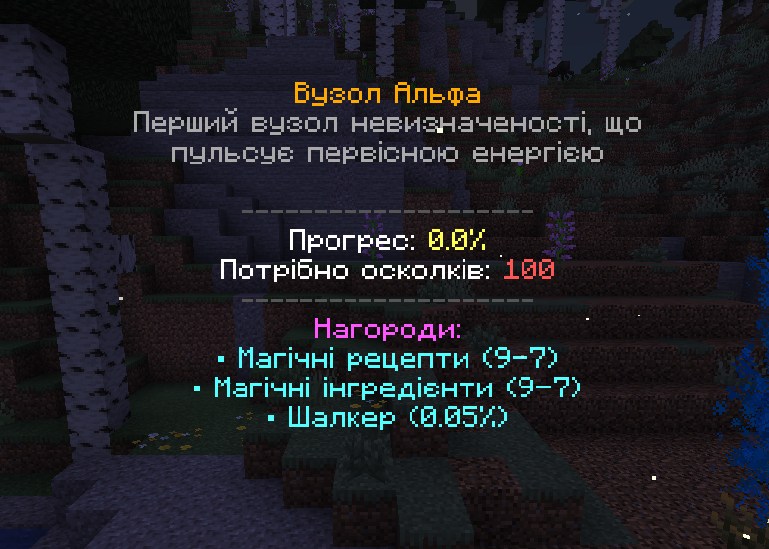 Вузол Альфа
Перший вузол невизначеності, що
пульсує первісною енергією
--------------------
Прогрес: 0.0%
Потрібно осколків: 100
--------------------
Нагороди:
• Магічні рецепти (9-7)
• Магічні інгредієнти (9-7)
• Шалкер (0.05%)